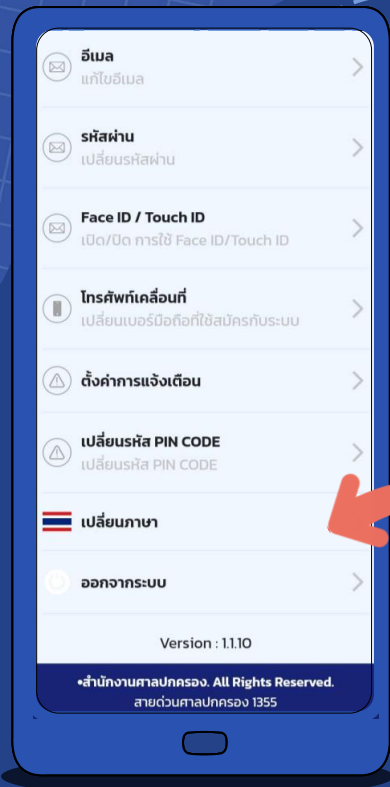 อีเมล
แก้ไขอีเมล
รหัสผ่าน
เปลี่ยนรหัสผ่าน
Face ID / Touch ID
เปิด/ปิด การใช้ Face ID/Touch ID
โทรศัพท์เคลื่อนที่
เปลี่ยนเบอร์มือถือที่ใช้สมัครกับระบบ
ตั้งค่าการแจ้งเตือน
เปลี่ยนรหัส PIN CODE
เปลี่ยนรหัส PIN CODE
เปลี่ยนภาษา
ออกจากระบบ
Version : 1.1.10
•สำนักงานศาลปกครอง. All Rights Reserved.
สายด่วนศาลปกครอง 1355